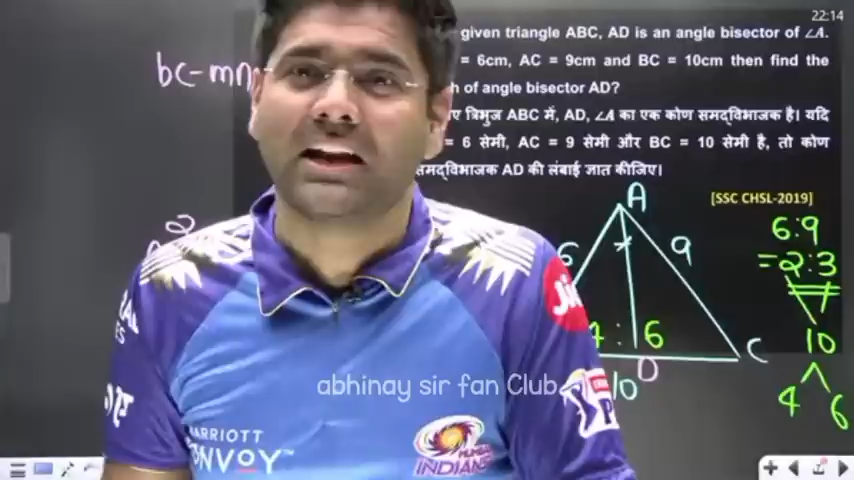 22:14
given triangle ABC, AD is an angle bisector of ∠A.
= 6cm, AC = 9cm and BC = 10cm then find the
of angle bisector AD?
त्रिभुज ABC में, AD, ∠A का एक कोण समद्विभाजक है। यदि
= 6 सेमी, AC = 9 सेमी और BC = 10 सेमी है, तो कोण
समद्विभाजक AD की लंबाई ज्ञात कीजिए।
[SSC CHSL-2019]
bc-mn
2
A
6
9
4 : 6
D
C
10
6:9
=2:3
10
4 6
abhinay sir fan Club
MARRIOTT
BONVOY™
MUMBAI
INDIANS